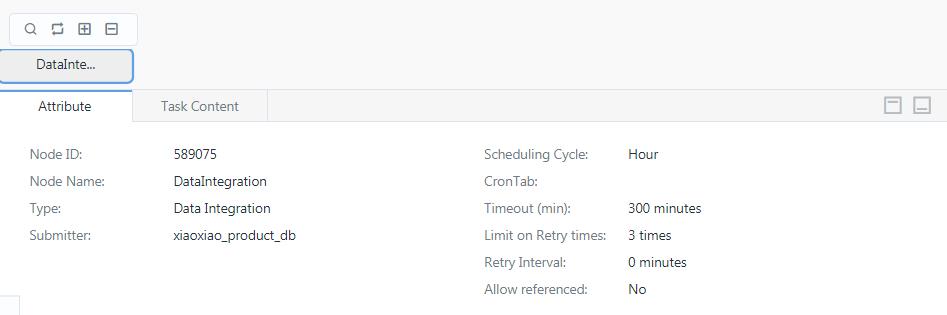 DataInte...
Attribute
Task Content
Node ID: 589075
Node Name: DataIntegration
Type: Data Integration
Submitter: xiaoxiao_product_db
Scheduling Cycle: Hour
CronTab:
Timeout (min): 300 minutes
Limit on Retry times: 3 times
Retry Interval: 0 minutes
Allow referenced: No